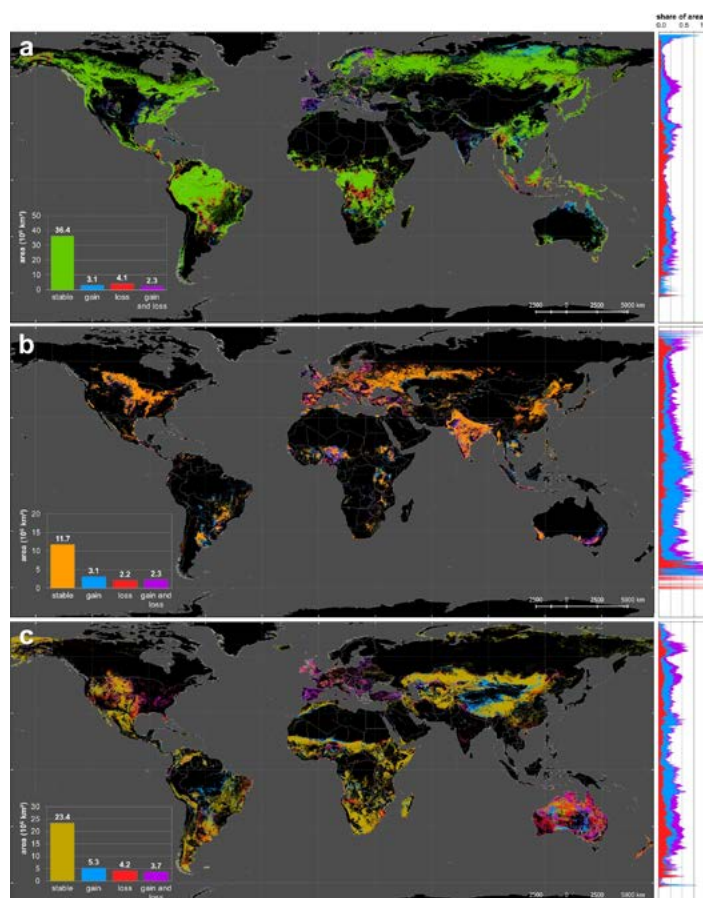 share of area
0.0 0.5
a
area (10⁶ km²)
50
40
30
20
10
0
36.4
3.1
4.1
2.3
stable gain loss gain
and loss
2500 0 2500 5000 km
b
area (10⁶ km²)
20
15
10
5
0
11.7
3.1
2.2
2.3
stable gain loss gain
and loss
2500 0 2500 5000 km
c
area (10⁶ km²)
30
25
20
15
10
5
0
23.4
5.3
4.2
3.7
stable gain loss gain
and loss
2500 0 2500 5000 km